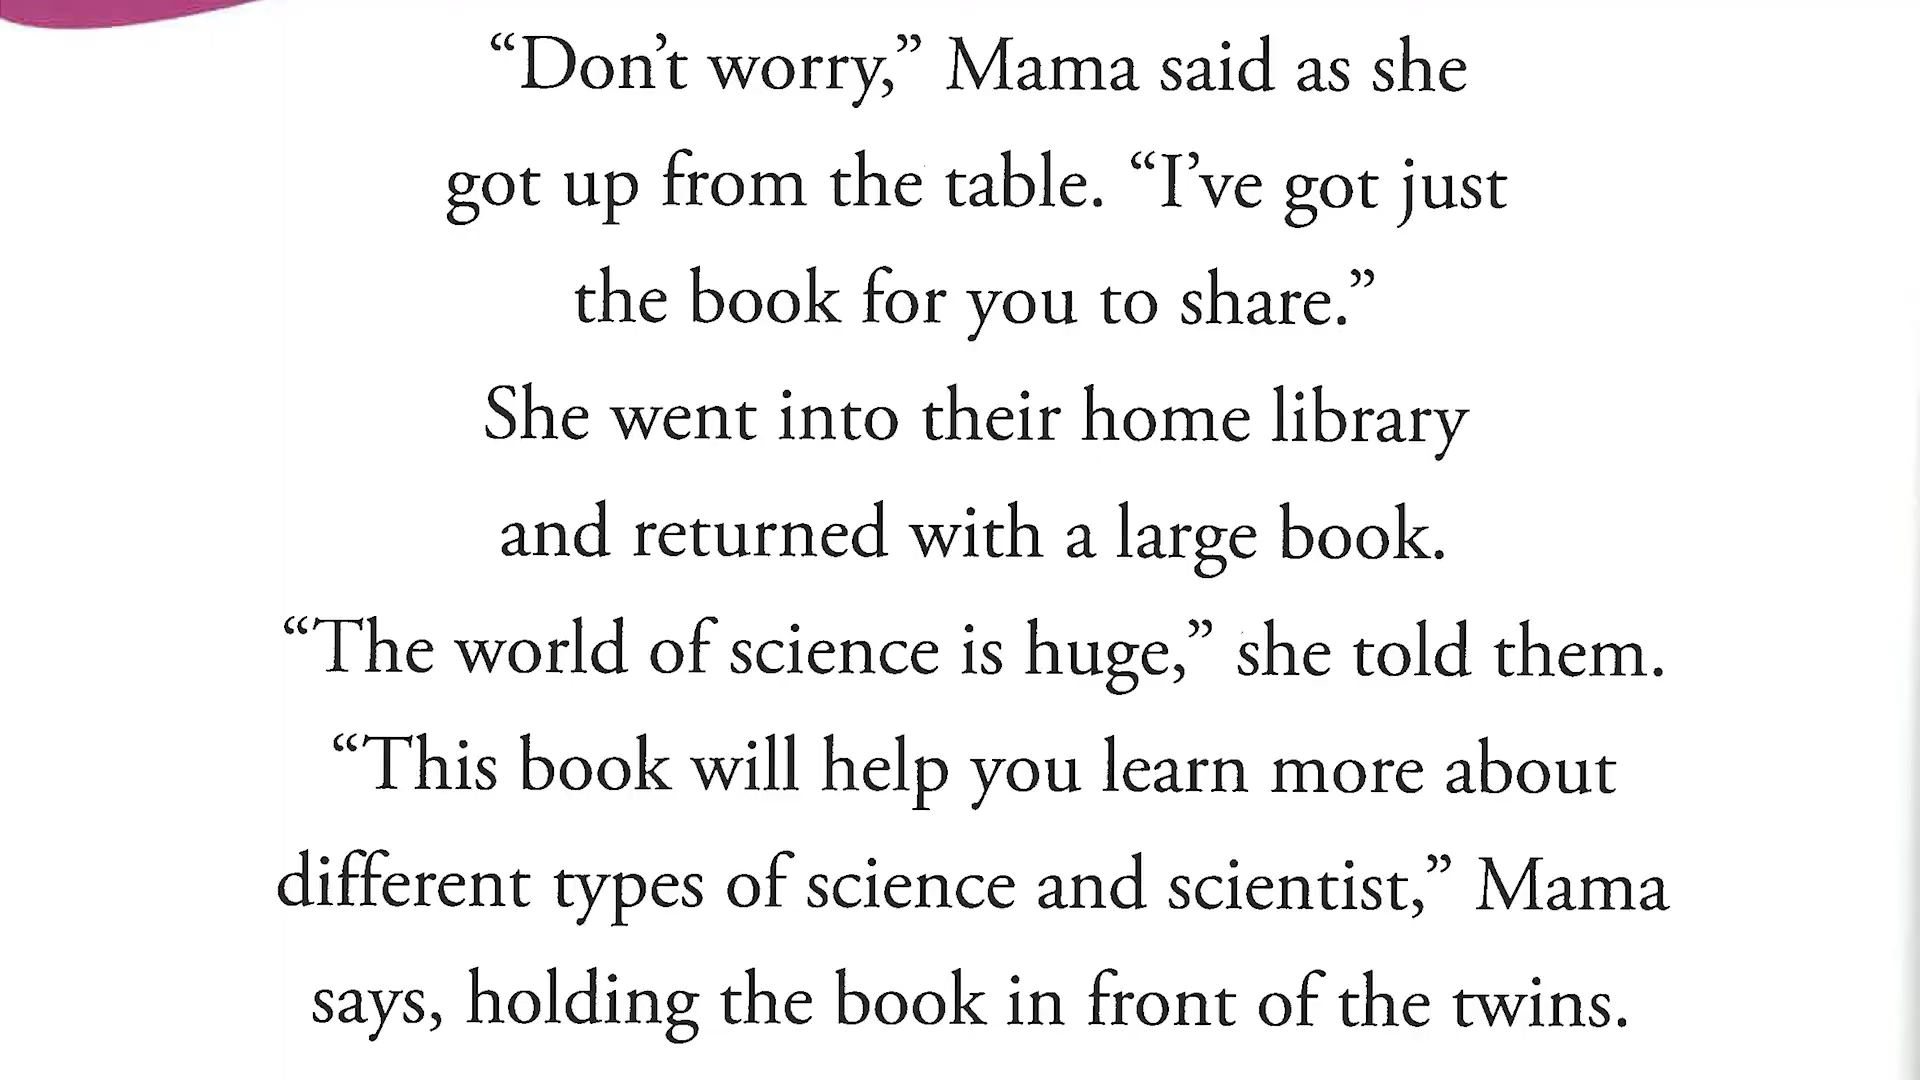 “Don’t worry,” Mama said as she
got up from the table. “I’ve got just
the book for you to share.”
She went into their home library
and returned with a large book.
“The world of science is huge,” she told them.
“This book will help you learn more about
different types of science and scientist,” Mama
says, holding the book in front of the twins.